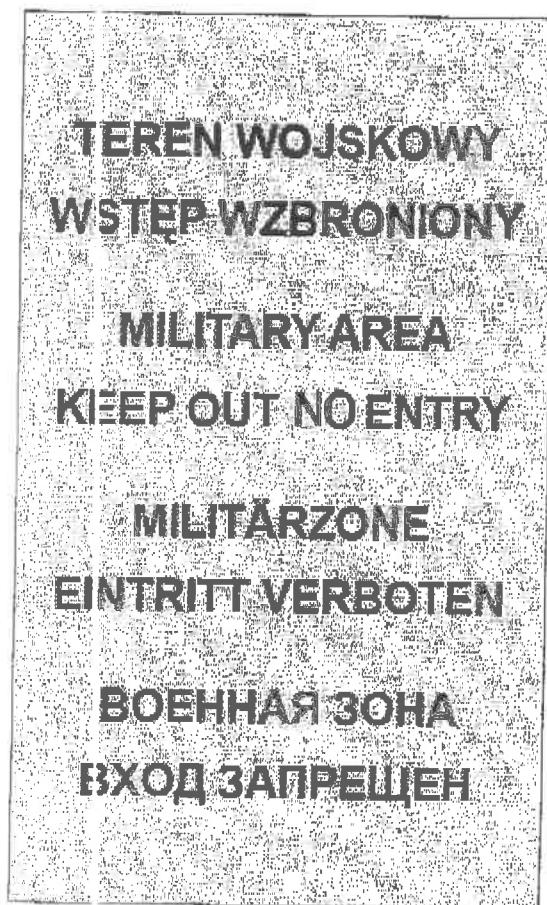 TEREN WOJSKOWY
WSTĘP WZBRONIONY
MILITARY AREA
KEEP OUT NO ENTRY
MILITÄRZONE
EINTRITT VERBOTEN
ВОЕННАЯ ЗОНА
ВХОД ЗАПРЕЩЕН